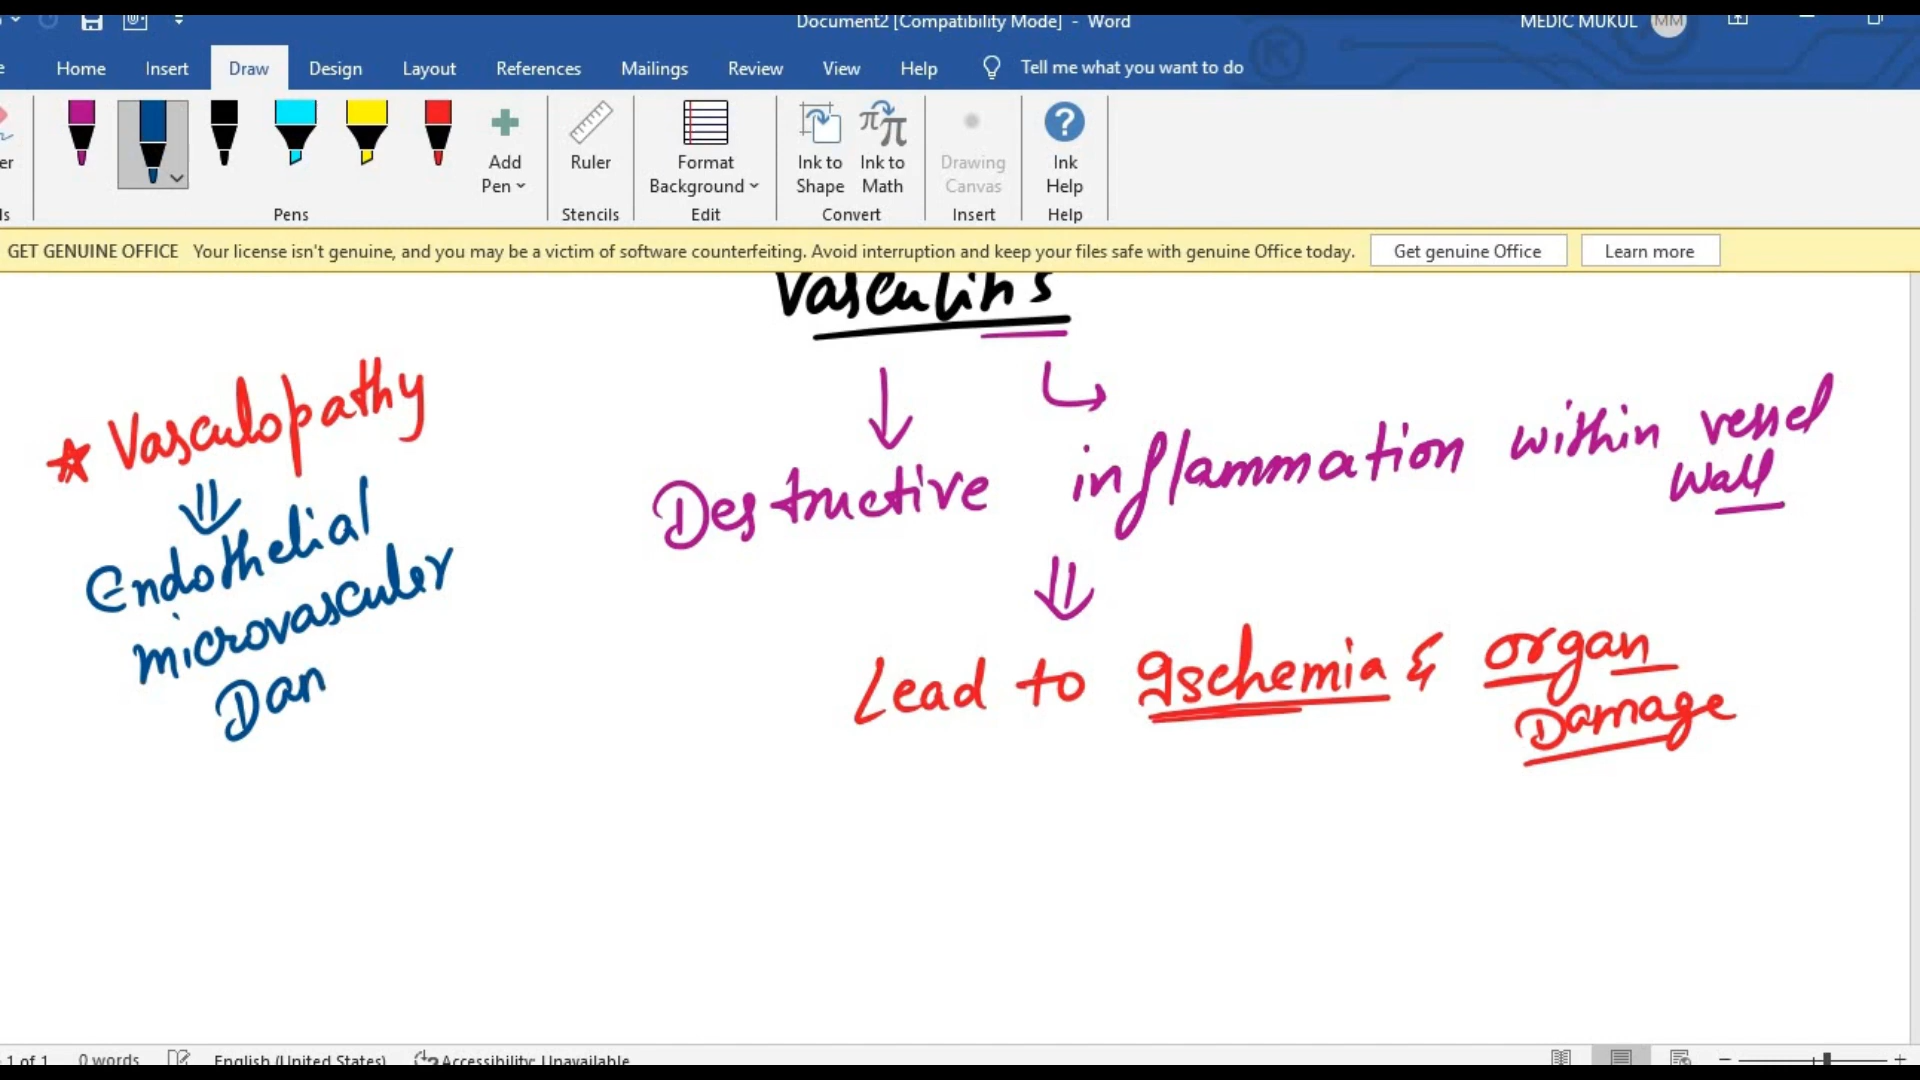 Document2 [Compatibility Mode] - Word
MEDIC MUKUL MM
Home Insert Draw Design Layout References Mailings Review View Help Tell me what you want to do
Add Pen
Ruler
Format Background
Ink to Shape
Ink to Math
Drawing Canvas
Ink Help
Pens Stencils Edit Convert Insert Help
GET GENUINE OFFICE Your license isn't genuine, and you may be a victim of software counterfeiting. Avoid interruption and keep your files safe with genuine Office today. Get genuine Office Learn more
Vasculitis
Vasculopathy
Endothelial
microvasculer
Dan
Destructive inflammation within vessel
wall
Lead to Ischemia & organ
Damage
1 of 1 0 words English (United States) Accessibility: Unavailable